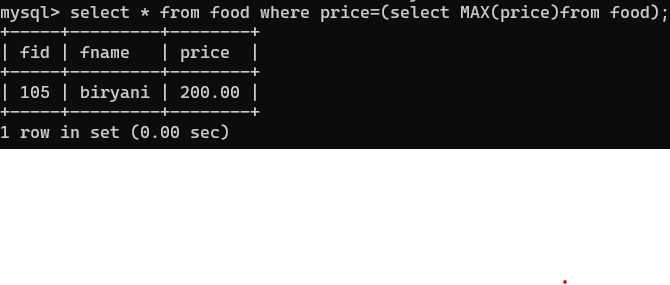 mysql> select * from food where price=(select MAX(price)from food);
+-----+---------+--------+
| fid | fname   | price  |
+-----+---------+--------+
| 105 | biryani | 200.00 |
+-----+---------+--------+
1 row in set (0.00 sec)